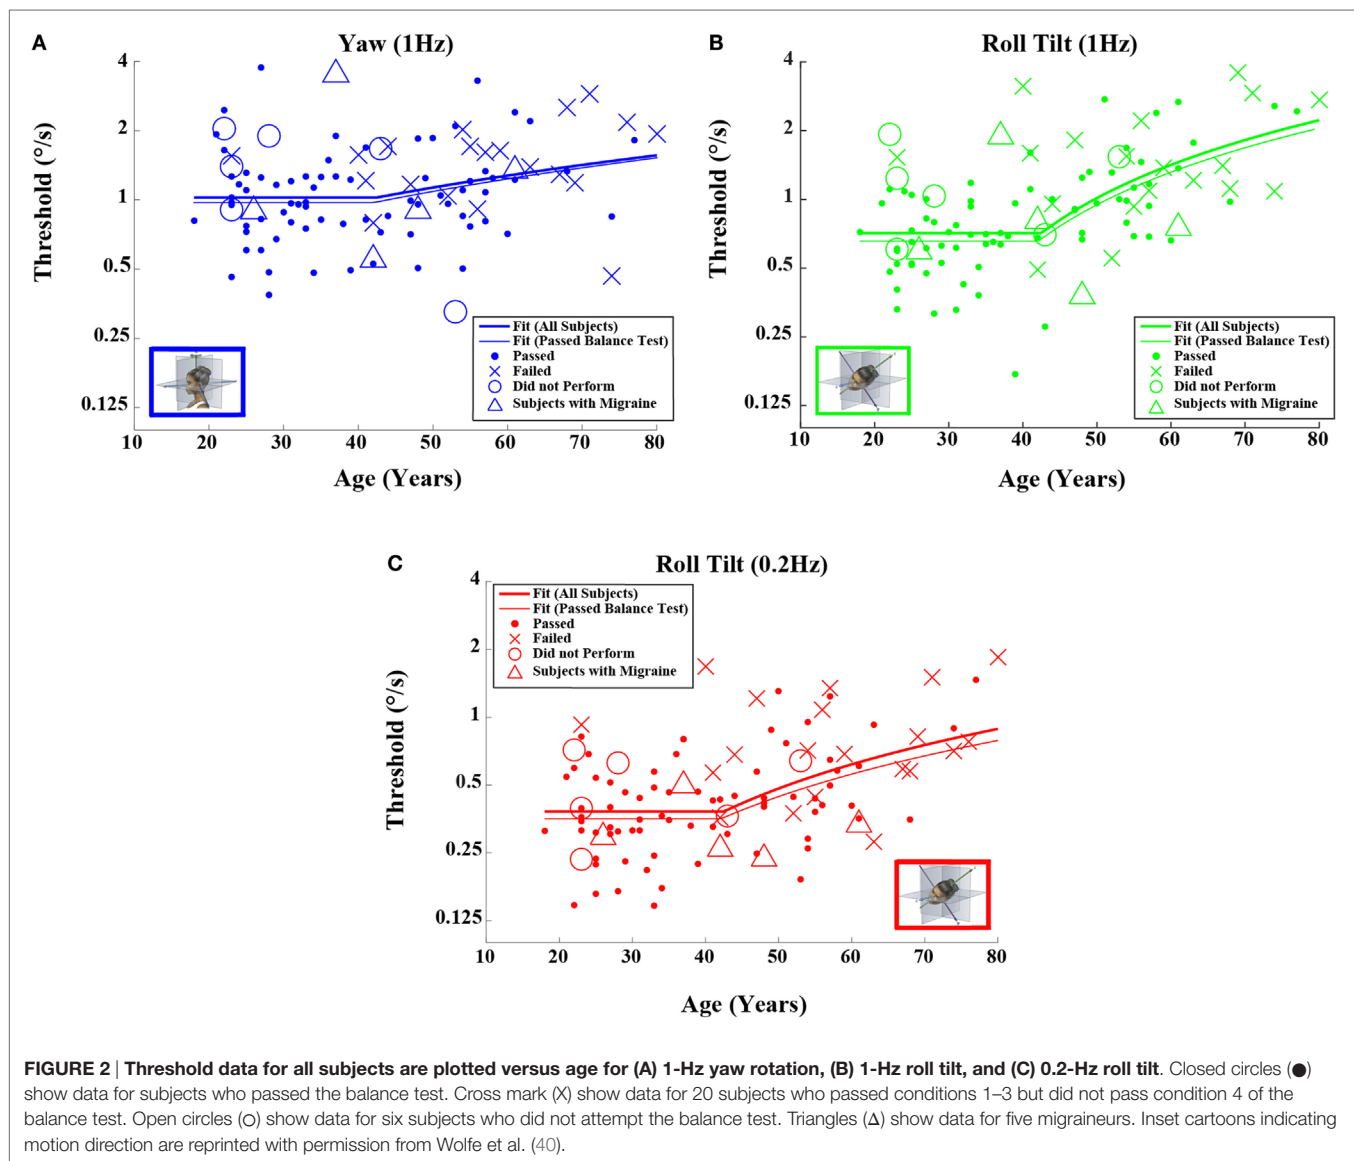 A
Yaw (1Hz)
4
2
1
0.5
0.25
0.125
Threshold (°/s)
10 20 30 40 50 60 70 80
Age (Years)
Fit (All Subjects)
Fit (Passed Balance Test)
Passed
Failed
Did not Perform
Subjects with Migraine
B
Roll Tilt (1Hz)
4
2
1
0.5
0.25
0.125
Threshold (°/s)
10 20 30 40 50 60 70 80
Age (Years)
Fit (All Subjects)
Fit (Passed Balance Test)
Passed
Failed
Did not Perform
Subjects with Migraine
C
Roll Tilt (0.2Hz)
4
2
1
0.5
0.25
0.125
Threshold (°/s)
Fit (All Subjects)
Fit (Passed Balance Test)
Passed
Failed
Did not Perform
Subjects with Migraine
10 20 30 40 50 60 70 80
Age (Years)
FIGURE 2 | Threshold data for all subjects are plotted versus age for (A) 1-Hz yaw rotation, (B) 1-Hz roll tilt, and (C) 0.2-Hz roll tilt. Closed circles (●)
show data for subjects who passed the balance test. Cross mark (X) show data for 20 subjects who passed conditions 1–3 but did not pass condition 4 of the
balance test. Open circles (O) show data for six subjects who did not attempt the balance test. Triangles (Δ) show data for five migraineurs. Inset cartoons indicating
motion direction are reprinted with permission from Wolfe et al. (40).